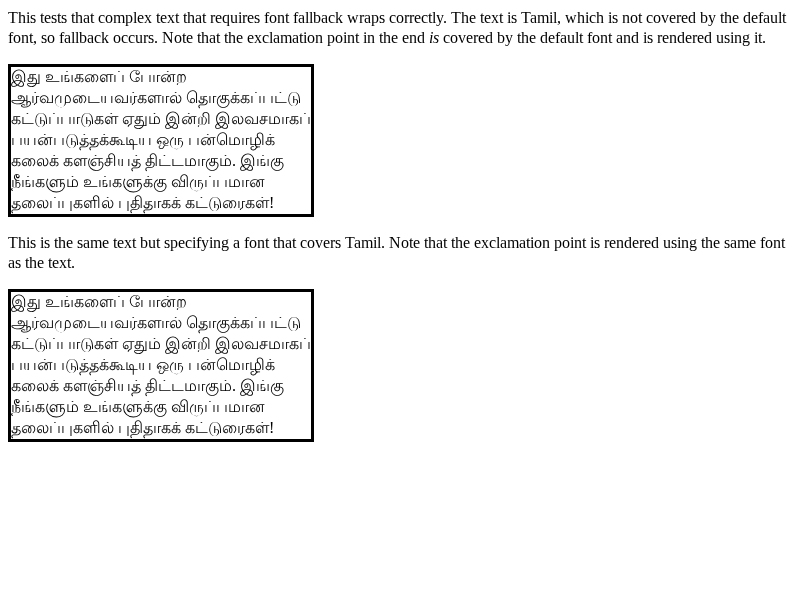 This tests that complex text that requires font fallback wraps correctly. The text is Tamil, which is not covered by the default
font, so fallback occurs. Note that the exclamation point in the end is covered by the default font and is rendered using it.
இது உங்களைப் போன்ற
ஆர்வமுடையவர்களால் தொகுக்கப்பட்டு
கட்டுப்பாடுகள் ஏதும் இன்றி இலவசமாகப்
பயன்படுத்தக்கூடிய ஒரு பன்மொழிக்
கலைக் களஞ்சியத் திட்டமாகும். இங்கு
நீங்களும் உங்களுக்கு விருப்பமான
தலைப்புகளில் புதிதாகக் கட்டுரைகள்!
This is the same text but specifying a font that covers Tamil. Note that the exclamation point is rendered using the same font
as the text.
இது உங்களைப் போன்ற
ஆர்வமுடையவர்களால் தொகுக்கப்பட்டு
கட்டுப்பாடுகள் ஏதும் இன்றி இலவசமாகப்
பயன்படுத்தக்கூடிய ஒரு பன்மொழிக்
கலைக் களஞ்சியத் திட்டமாகும். இங்கு
நீங்களும் உங்களுக்கு விருப்பமான
தலைப்புகளில் புதிதாகக் கட்டுரைகள்!